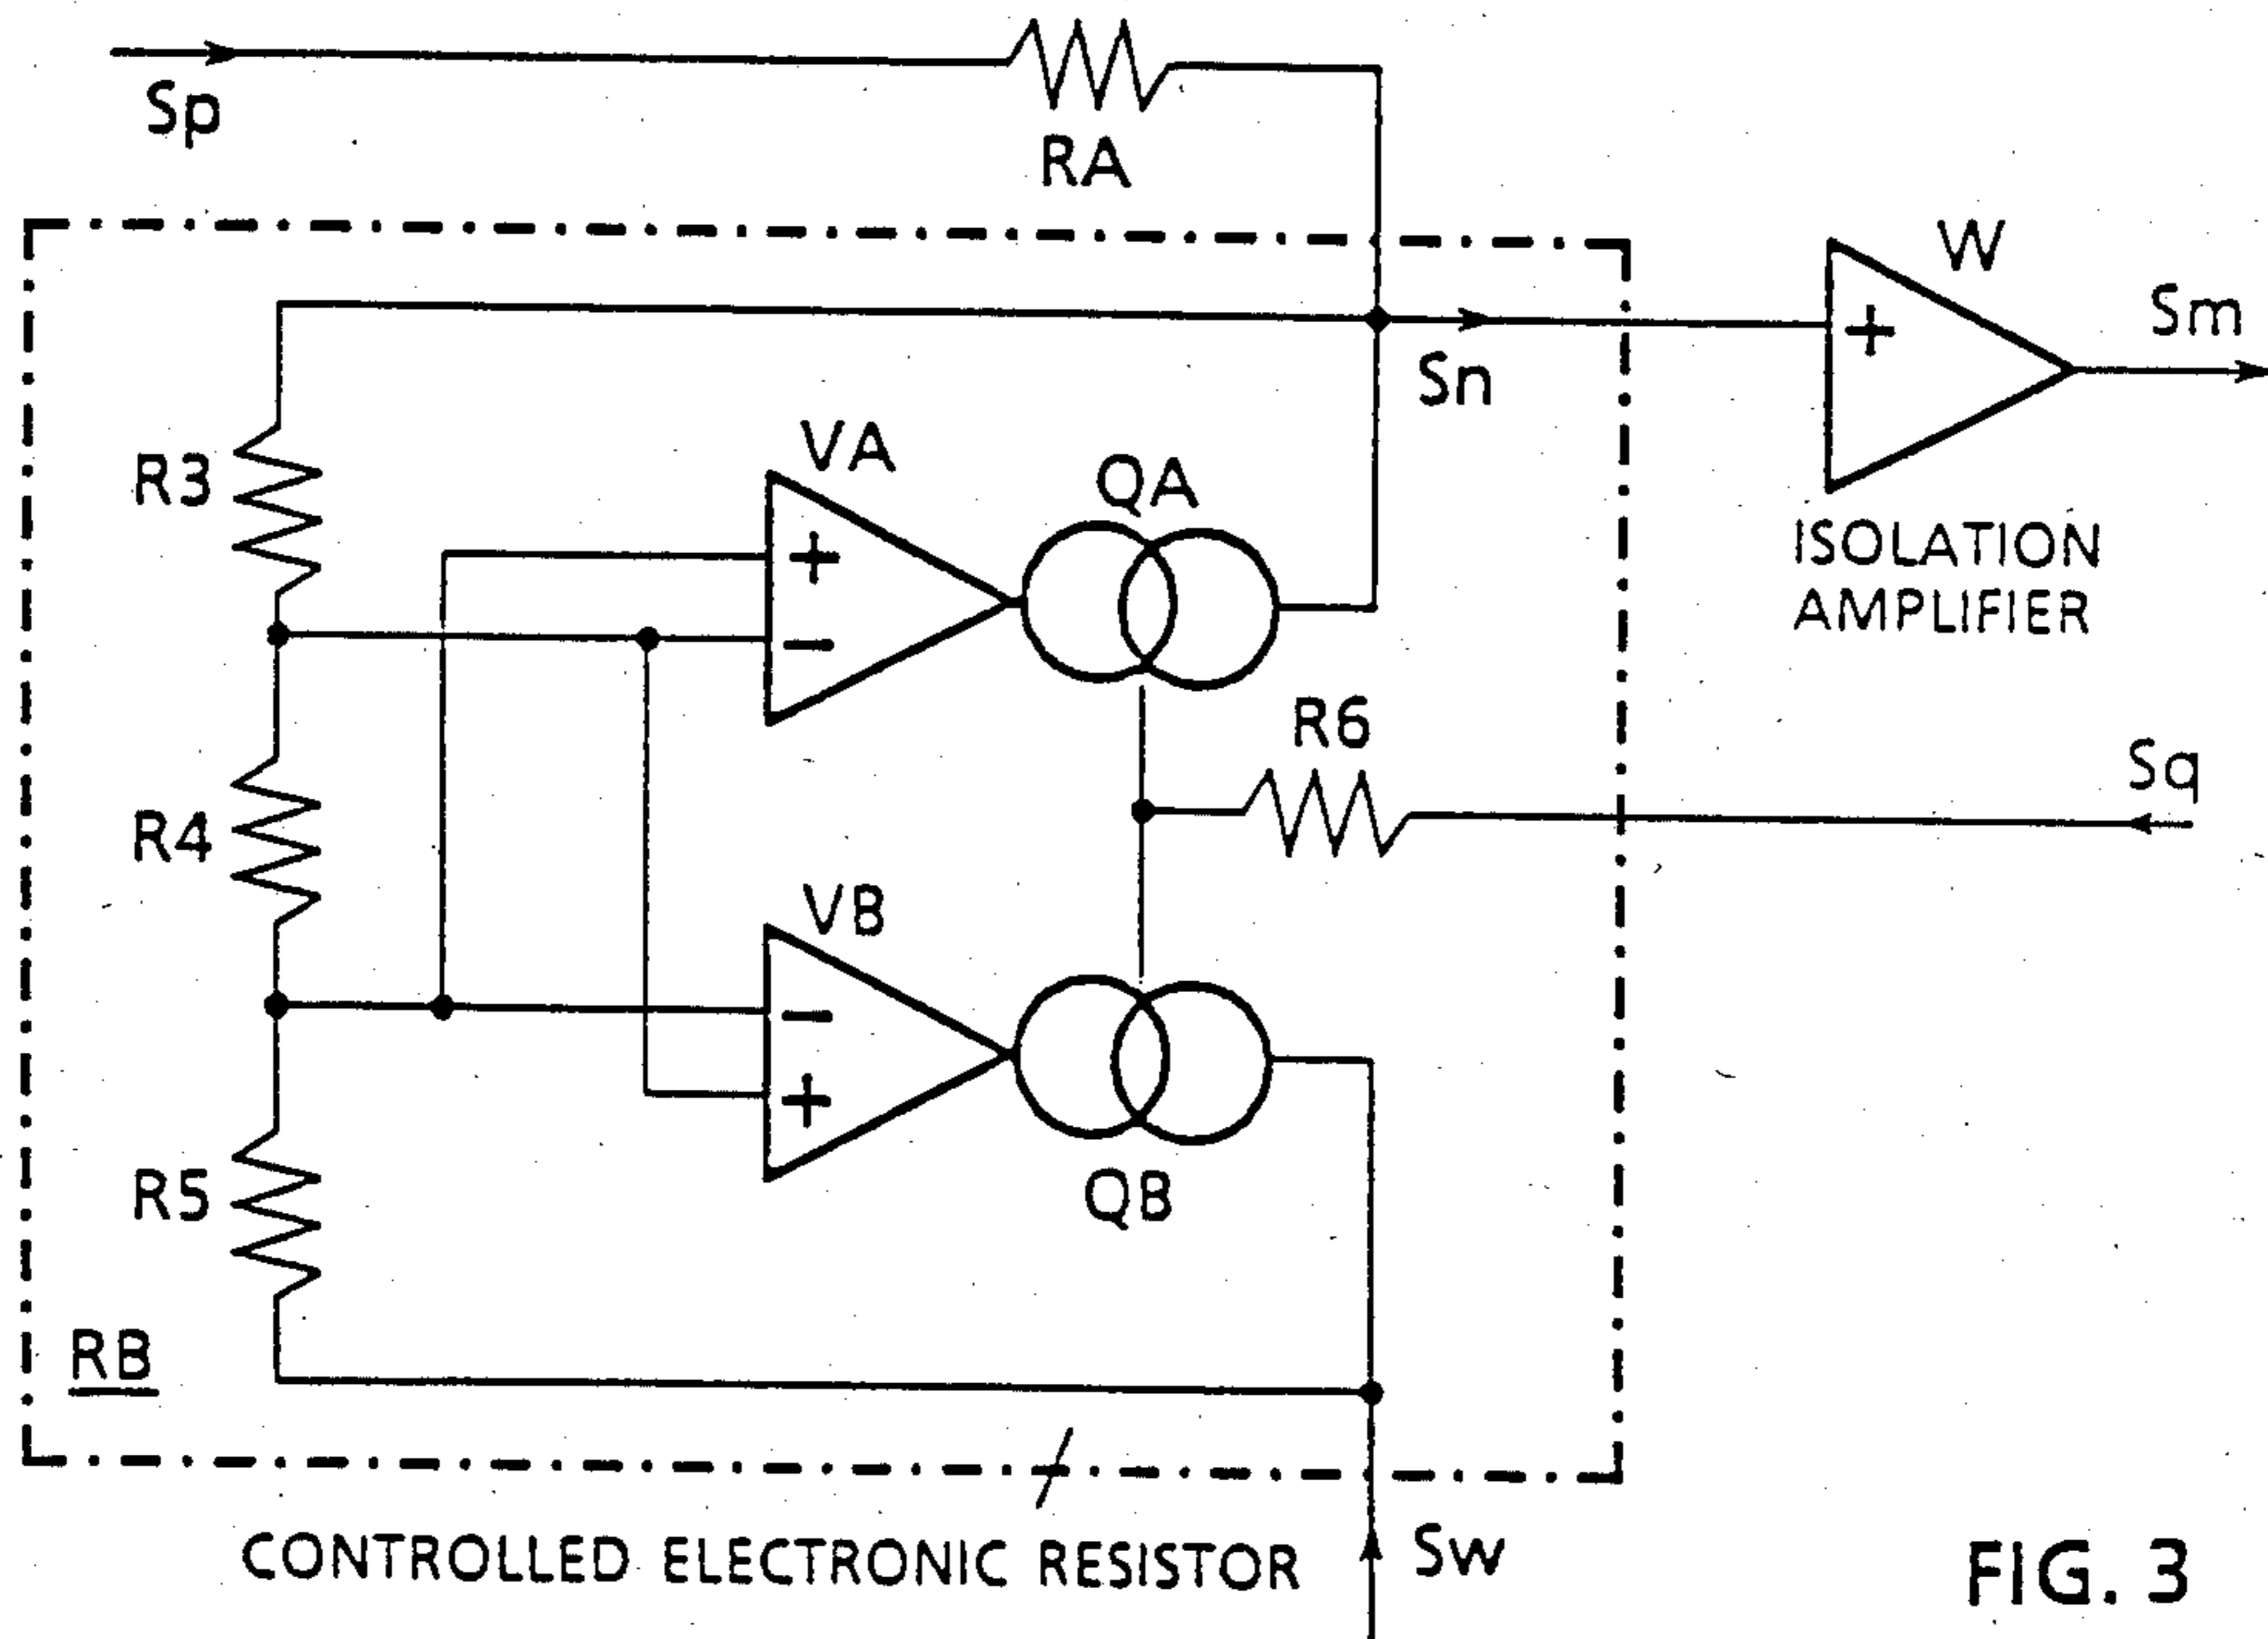 Sp
RA
W
+
Sm
Sn
ISOLATION
AMPLIFIER
R3
VA
QA
+
−
R6
Sq
R4
VB
−
+
QB
R5
RB
CONTROLLED ELECTRONIC RESISTOR
Sw
FIG. 3